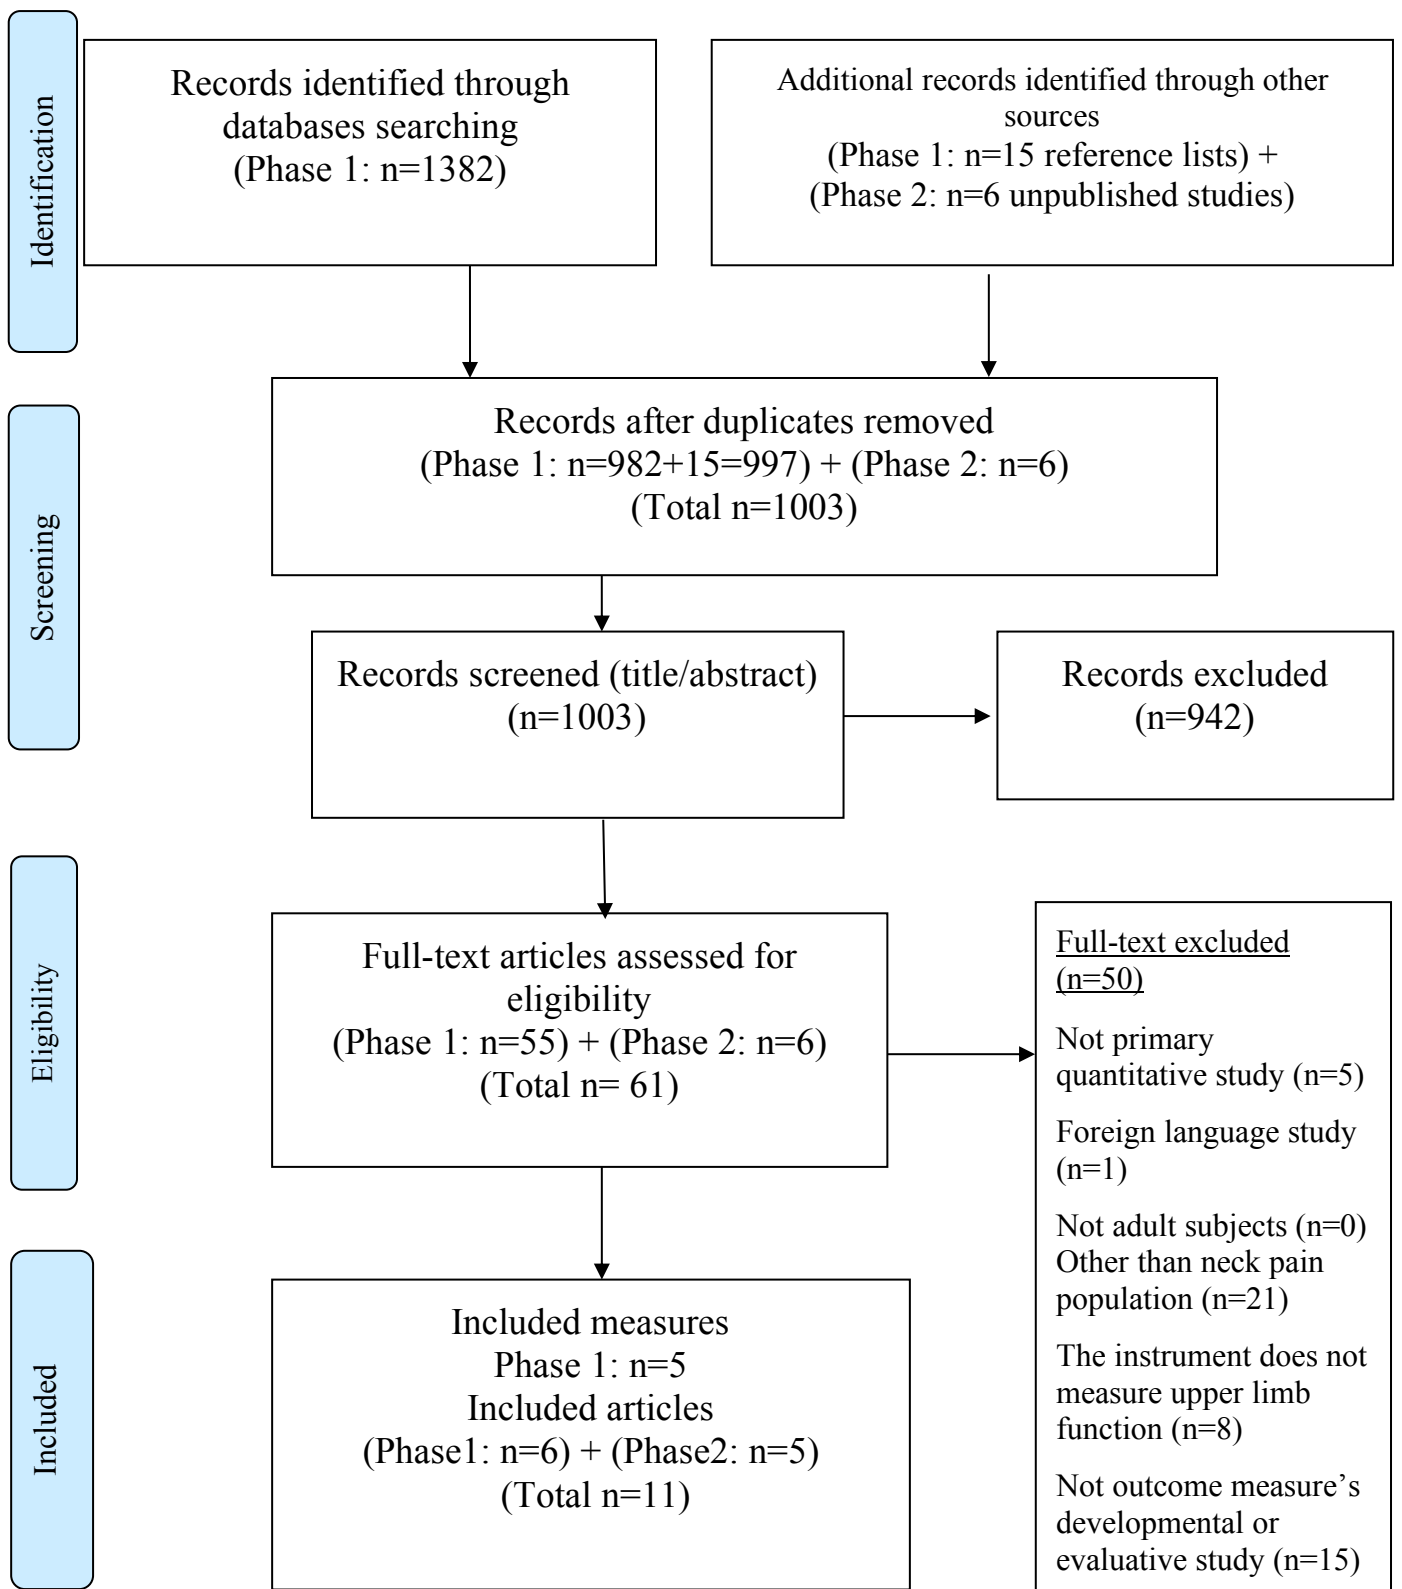 Identification
Records identified through
databases searching
(Phase 1: n=1382)
Additional records identified through other
sources
(Phase 1: n=15 reference lists) +
(Phase 2: n=6 unpublished studies)
Screening
Records after duplicates removed
(Phase 1: n=982+15=997) + (Phase 2: n=6)
(Total n=1003)
Records screened (title/abstract)
(n=1003)
Records excluded
(n=942)
Eligibility
Full-text articles assessed for
eligibility
(Phase 1: n=55) + (Phase 2: n=6)
(Total n= 61)
Full-text excluded
(n=50)
Not primary
quantitative study (n=5)
Foreign language study
(n=1)
Not adult subjects (n=0)
Other than neck pain
population (n=21)
The instrument does not
measure upper limb
function (n=8)
Not outcome measure’s
developmental or
evaluative study (n=15)
Included
Included measures
Phase 1: n=5
Included articles
(Phase1: n=6) + (Phase2: n=5)
(Total n=11)